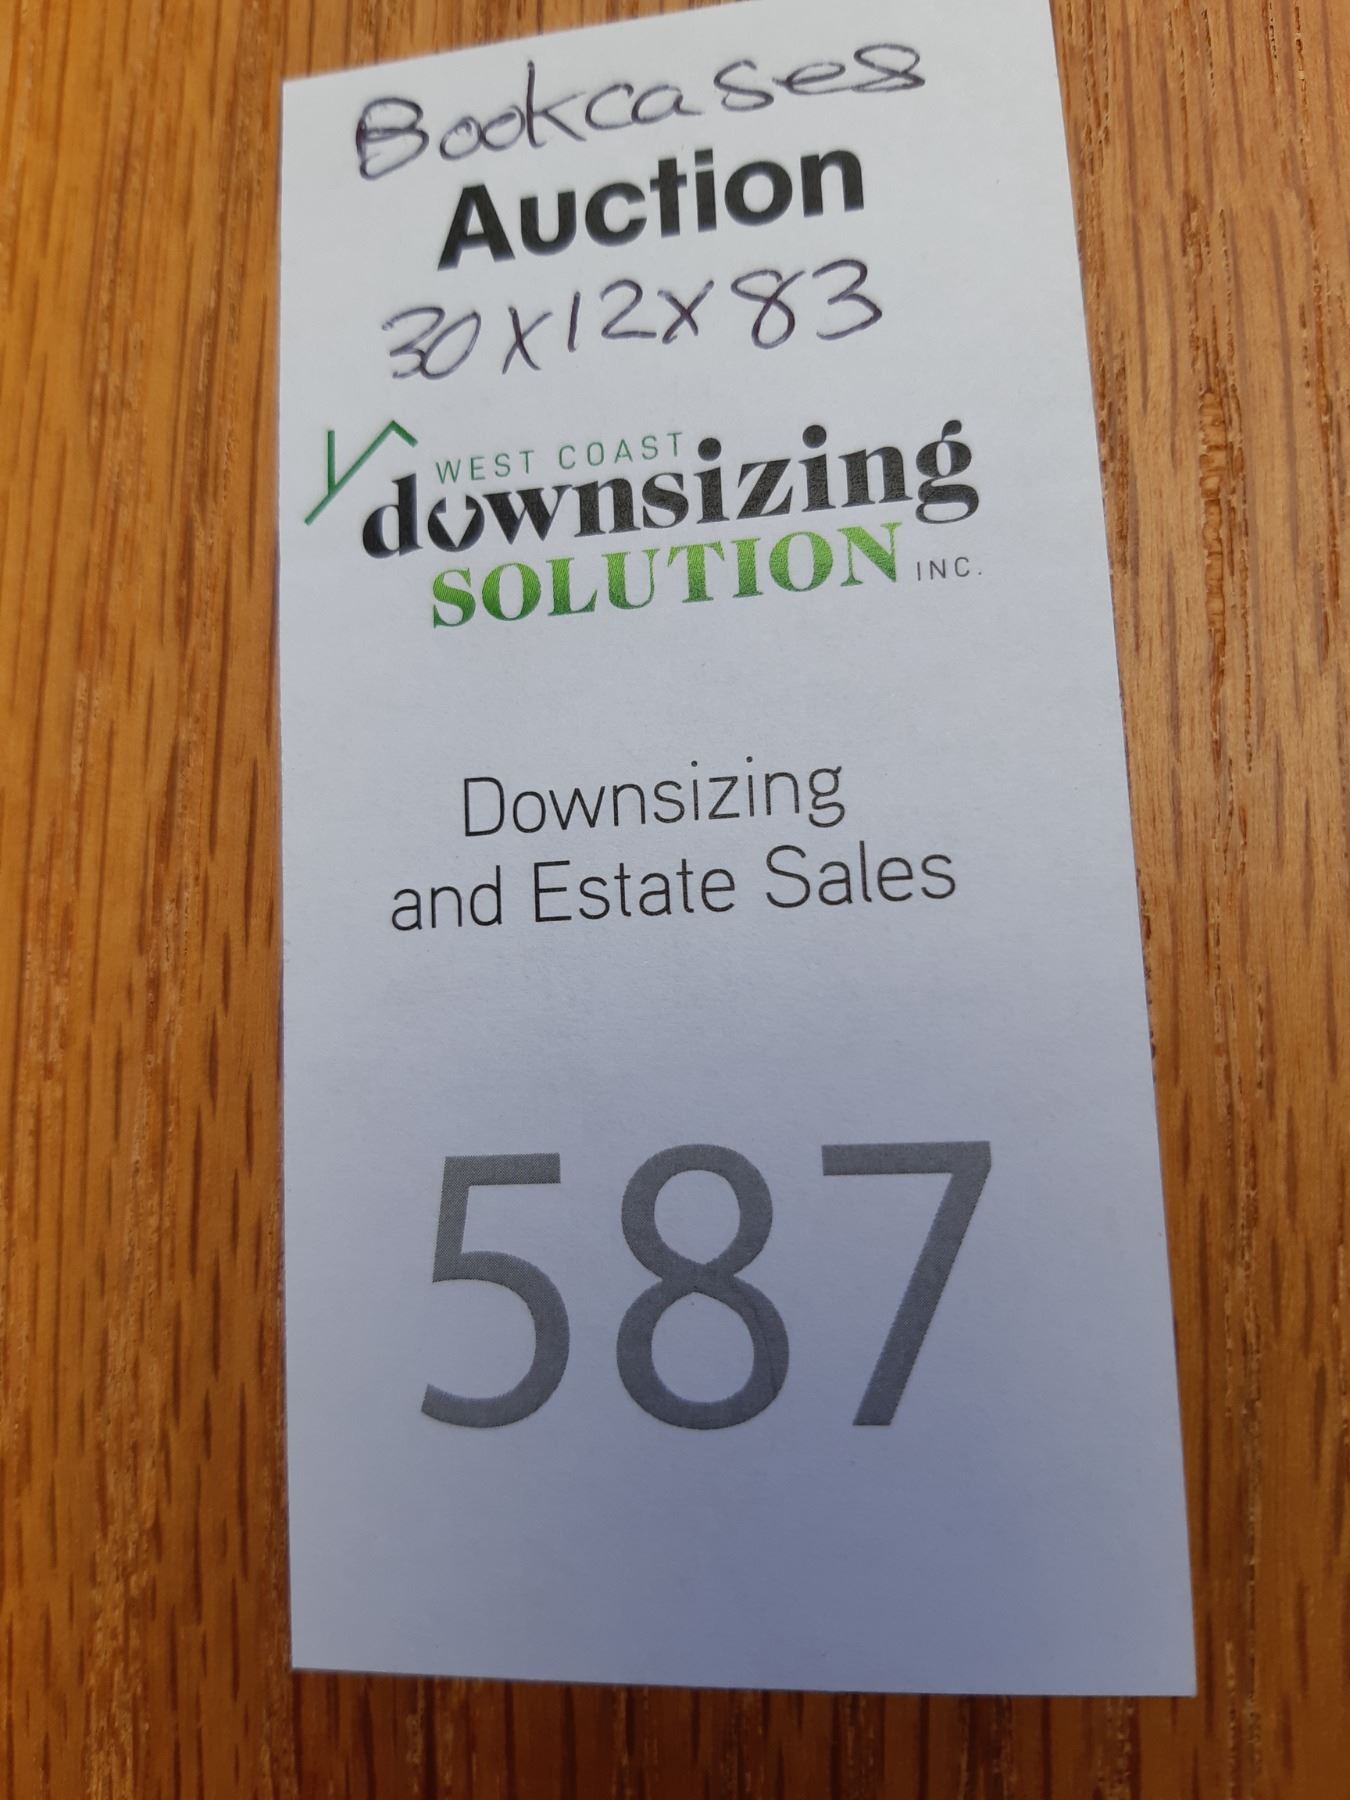 Bookcases
Auction
30x12x83
WEST COAST
downsizing
SOLUTION INC.
Downsizing
and Estate Sales
587